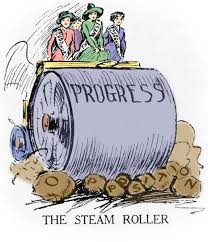 PROGRESS
OPPOSITION
THE STEAM ROLLER